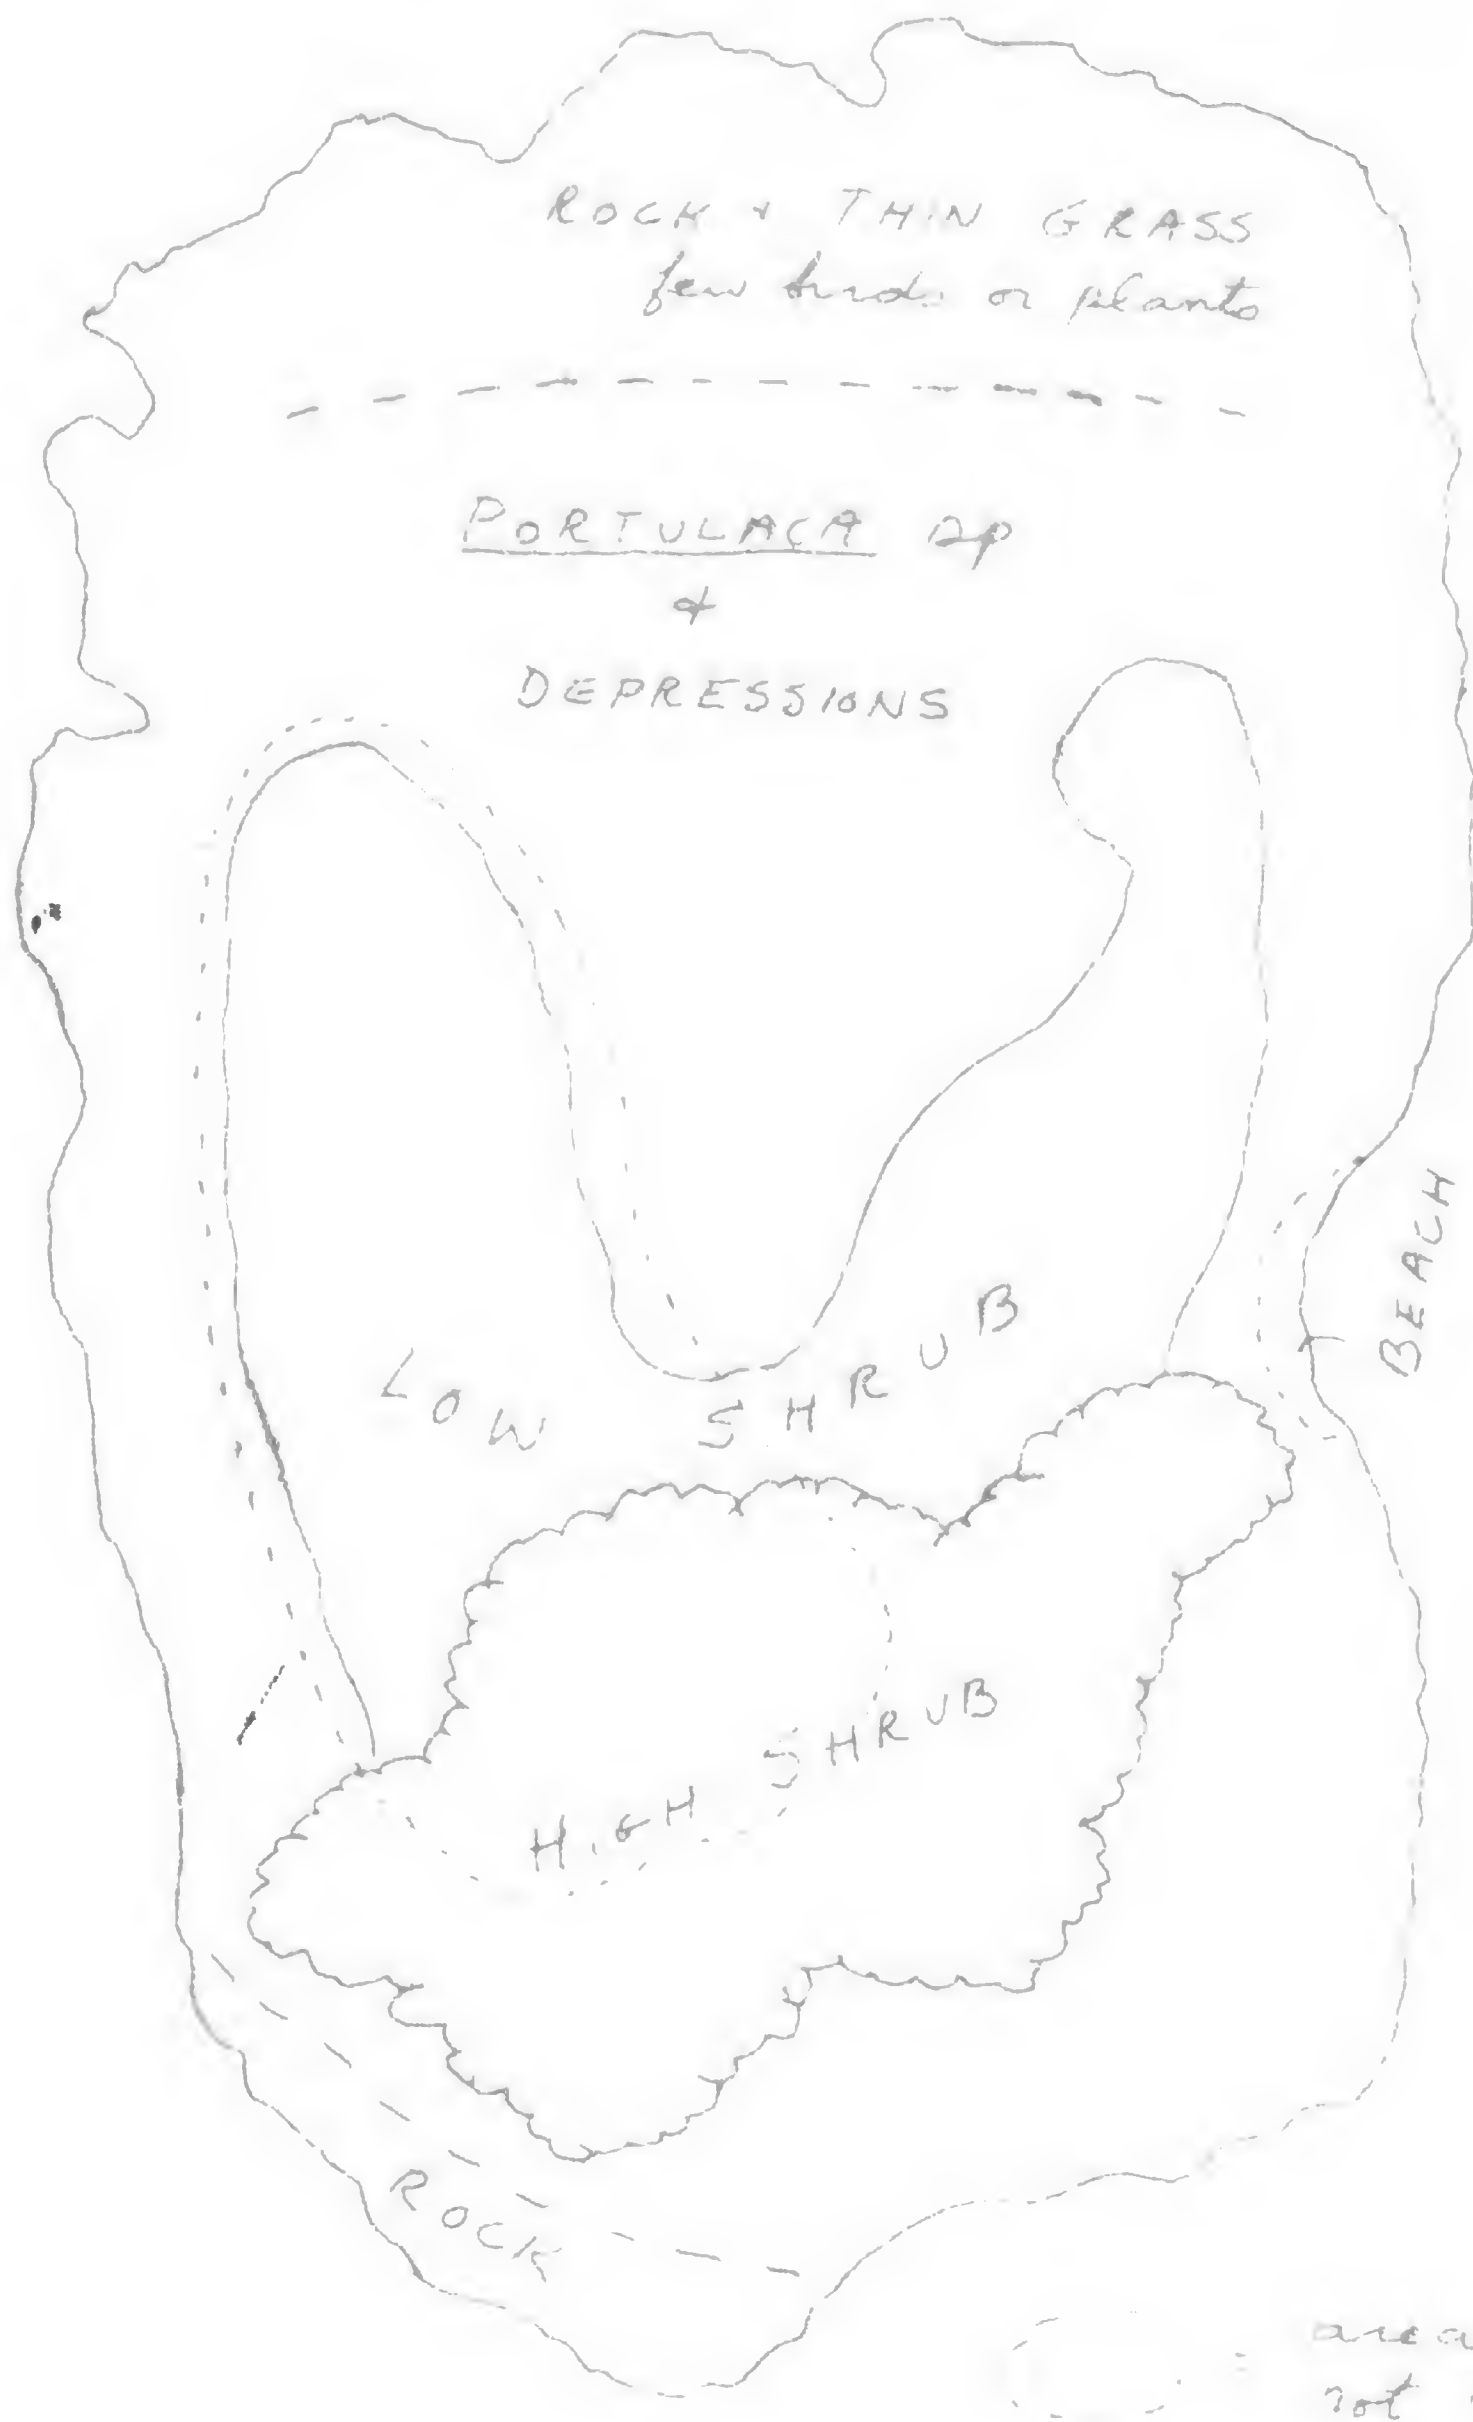 ROCK + THIN GRASS
few birds or plants
PORTULACA sp
+
DEPRESSIONS
BEACH
LOW SHRUB
HIGH SHRUB
ROCK
= area
not